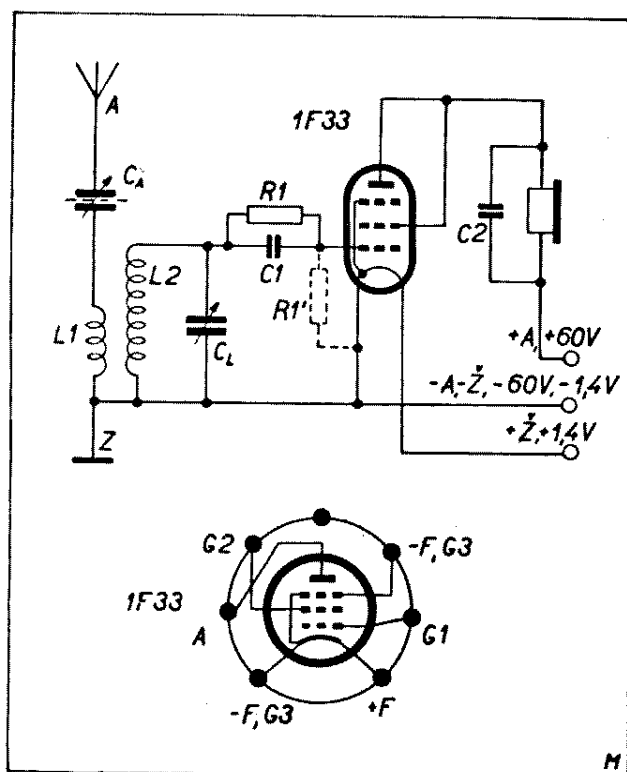 A
1F33
C_A
R1
C2
C1
L2
L1
R1'
C_L
+A,+60V
-A,-Ž,-60V,-1,4V
+Ž,+1,4V
Z
G2
-F,G3
1F33
A
G1
-F,G3
+F
M